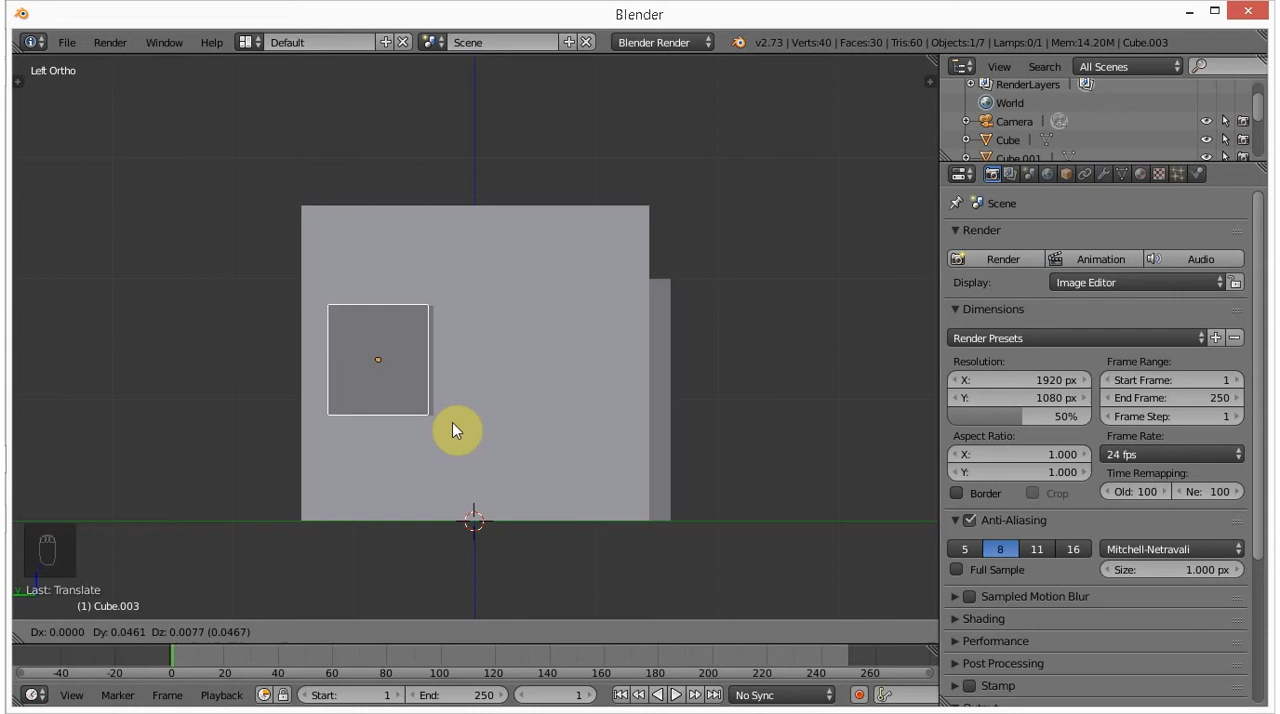 Blender
File Render Window Help Default Scene Blender Render v2.73 | Verts:40 | Faces:30 | Tris:60 | Objects:1/7 | Lamps:0/1 | Mem:14.20M | Cube.003
Left Ortho
View Search All Scenes
RenderLayers
World
Camera
Cube
Cube.001
Scene
Render
Render Animation Audio
Display: Image Editor
Dimensions
Render Presets
Resolution: Frame Range:
X: 1920 px Start Frame: 1
Y: 1080 px End Frame: 250
50% Frame Step: 1
Aspect Ratio: Frame Rate:
X: 1.000 24 fps
Y: 1.000 Time Remapping:
Border Crop Old: 100 Ne: 100
Anti-Aliasing
5 8 11 16 Mitchell-Netravali
Full Sample Size: 1.000 px
Sampled Motion Blur
Shading
Performance
Post Processing
Stamp
Output
y Last: Translate
(1) Cube.003
Dx: 0.0000 Dy: 0.0461 Dz: 0.0077 (0.0467)
-40 -20 0 20 40 60 80 100 120 140 160 180 200 220 240 260 280
View Marker Frame Playback Start: 1 End: 250 1 No Sync